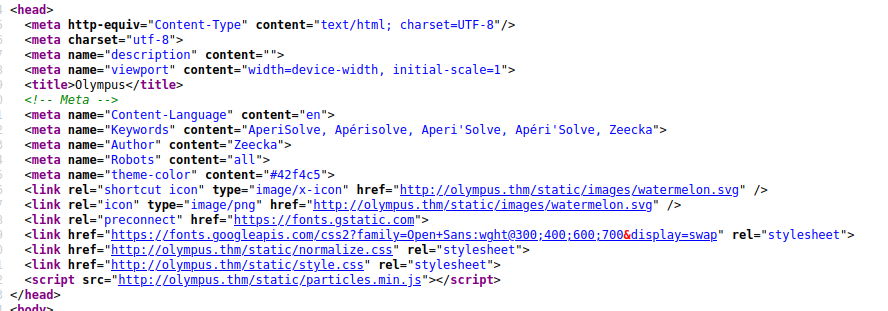 <head>
<meta http-equiv="Content-Type" content="text/html; charset=UTF-8"/>
<meta charset="utf-8">
<meta name="description" content="">
<meta name="viewport" content="width=device-width, initial-scale=1">
<title>Olympus</title>
<!-- Meta -->
<meta name="Content-Language" content="en">
<meta name="Keywords" content="AperiSolve, Apérisolve, Aperi'Solve, Apéri'Solve, Zeecka">
<meta name="Author" content="Zeecka">
<meta name="Robots" content="all">
<meta name="theme-color" content="#42f4c5">
<link rel="shortcut icon" type="image/x-icon" href="http://olympus.thm/static/images/watermelon.svg" />
<link rel="icon" type="image/png" href="http://olympus.thm/static/images/watermelon.svg" />
<link rel="preconnect" href="https://fonts.gstatic.com">
<link href="https://fonts.googleapis.com/css2?family=Open+Sans:wght@300;400;600;700&display=swap" rel="stylesheet">
<link href="http://olympus.thm/static/normalize.css" rel="stylesheet">
<link href="http://olympus.thm/static/style.css" rel="stylesheet">
<script src="http://olympus.thm/static/particles.min.js"></script>
</head>
<body>